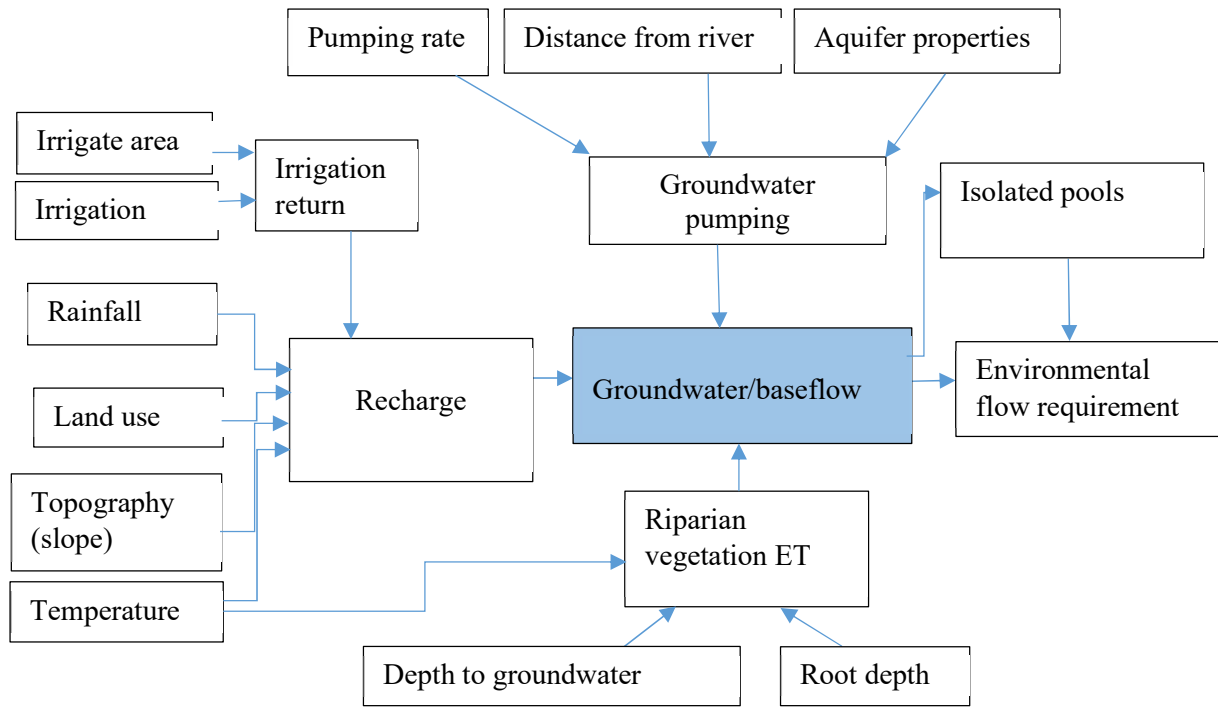 Pumping rate
Distance from river
Aquifer properties
Irrigate area
Irrigation
Irrigation
return
Groundwater
pumping
Isolated pools
Rainfall
Land use
Topography
(slope)
Temperature
Recharge
Groundwater/baseflow
Environmental
flow requirement
Riparian
vegetation ET
Depth to groundwater
Root depth